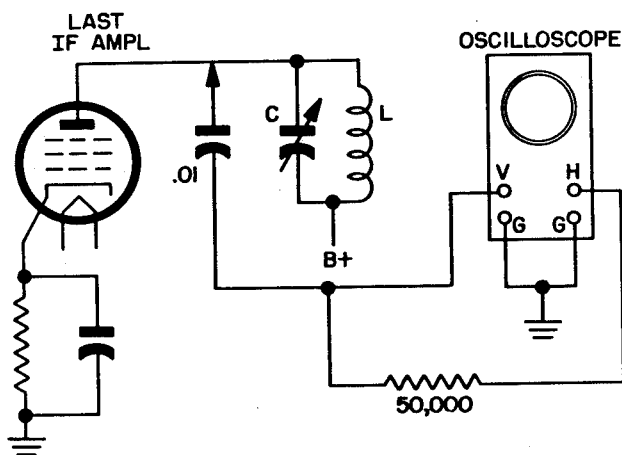 LAST
IF AMPL
OSCILLOSCOPE
C
L
.01
V
H
G
G
B+
50,000